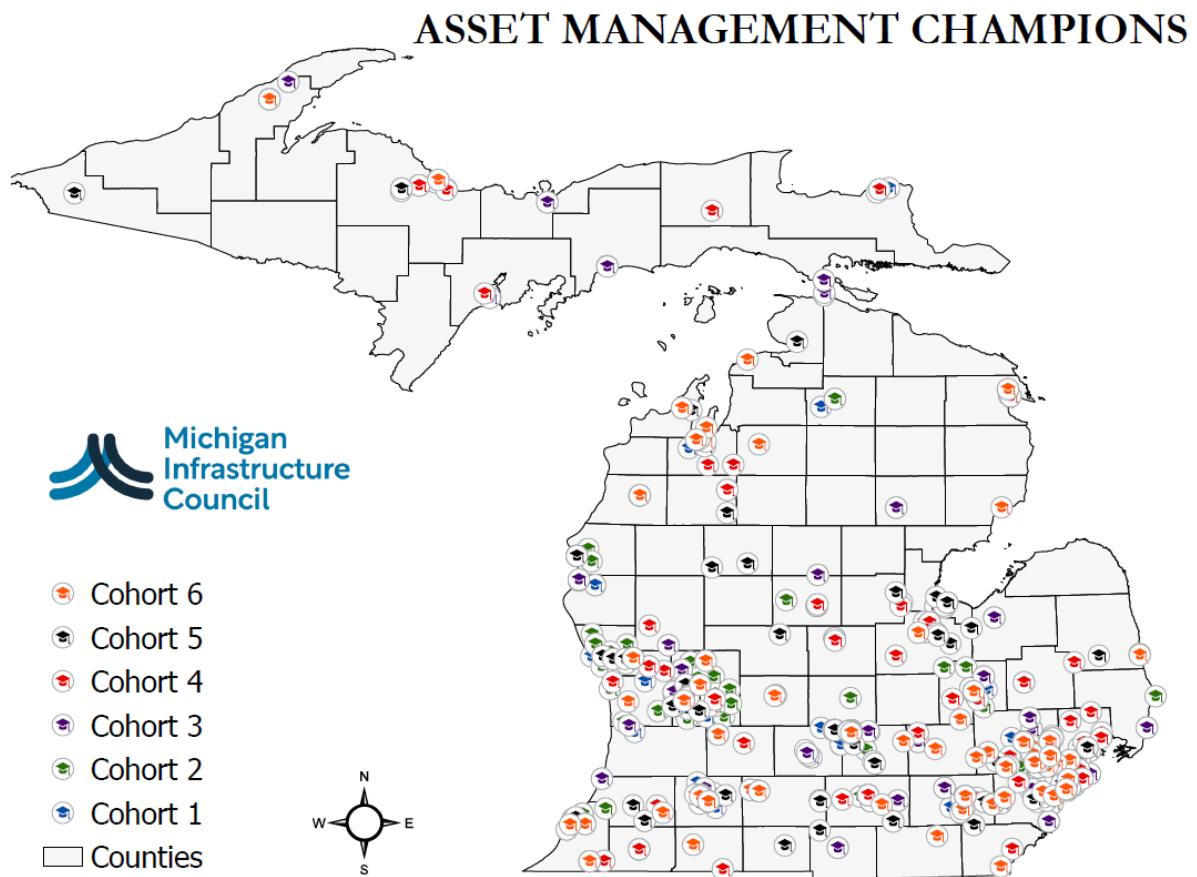 ASSET MANAGEMENT CHAMPIONS
Michigan
Infrastructure
Council
Cohort 6
Cohort 5
Cohort 4
Cohort 3
Cohort 2
Cohort 1
Counties
N
W
E
S